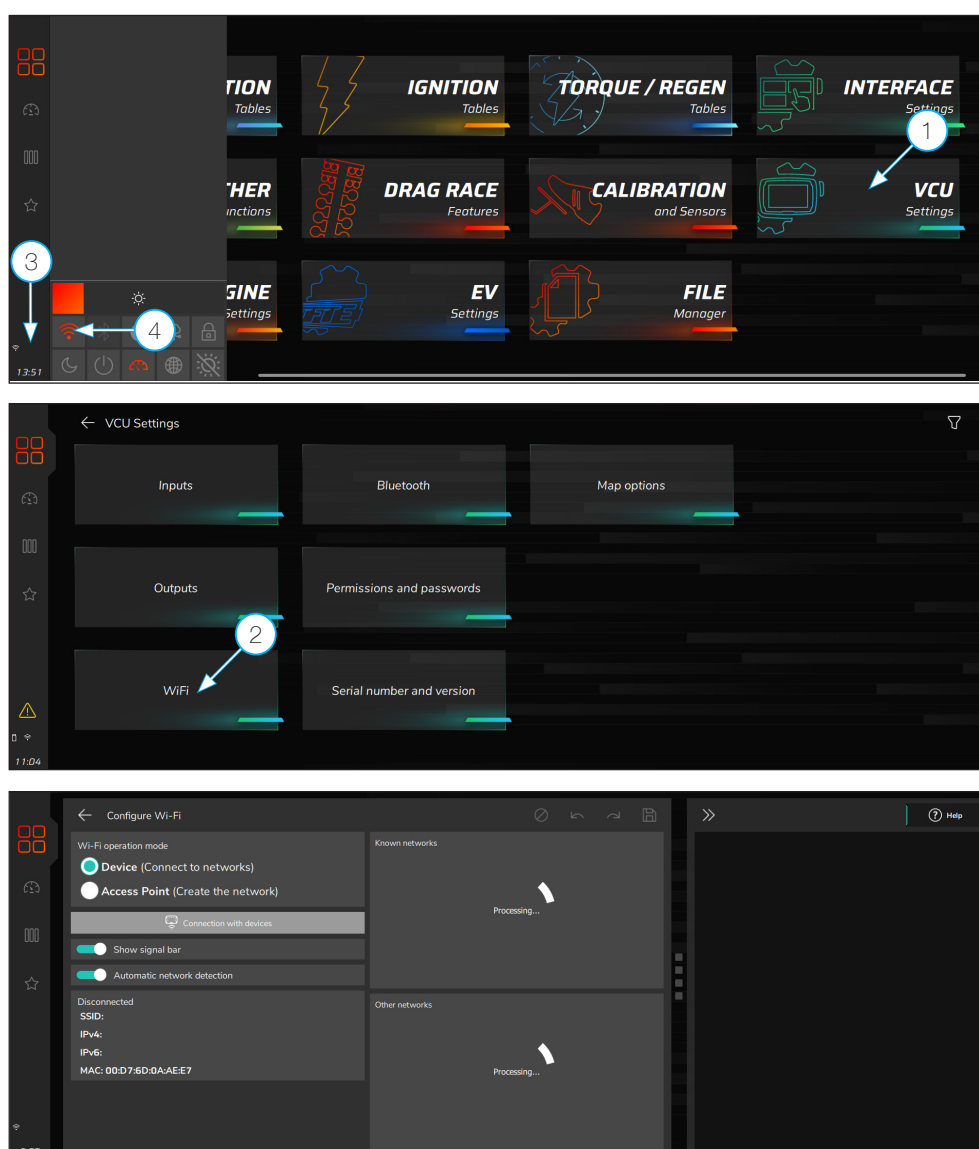 TION
Tables
IGNITION
Tables
TORQUE / REGEN
Tables
INTERFACE
Settings
1
HER
unctions
DRAG RACE
Features
CALIBRATION
and Sensors
VCU
Settings
3
GINE
Settings
EV
Settings
FILE
Manager
4
13:51
VCU Settings
Inputs
Bluetooth
Map options
Outputs
Permissions and passwords
2
WiFi
Serial number and version
11:04
Configure Wi-Fi
Help
Wi-Fi operation mode
Device (Connect to networks)
Access Point (Create the network)
Connection with devices
Show signal bar
Automatic network detection
Disconnected
SSID:
IPv4:
IPv6:
MAC: 00:D7:6D:0A:AE:E7
Known networks
Processing...
Other networks
Processing...